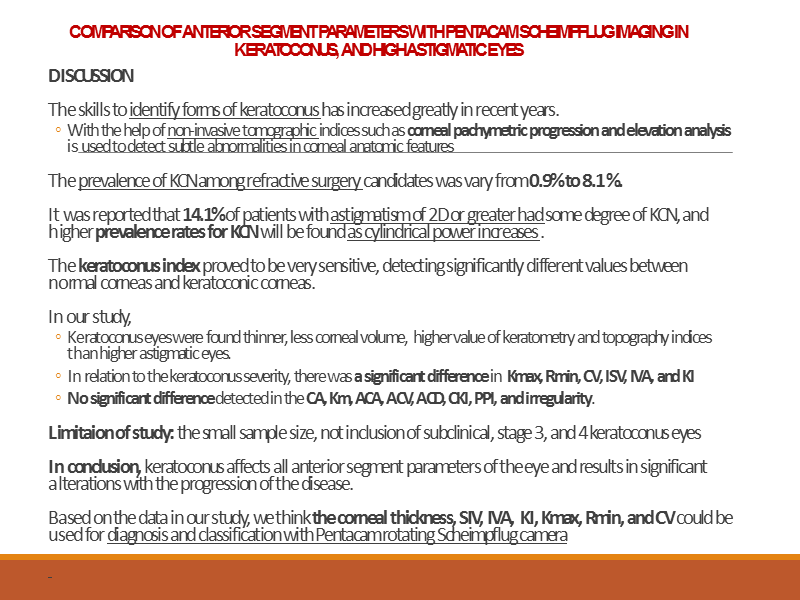 COMPARISON OF ANTERIOR SEGMENT PARAMETERS WITH PENTACAM SCHEIMPFFLUG IMAGING IN
KERATOCONUS, AND HIGH ASTIGMATIC EYES
DISCUSSION
The skills to identify forms of keratoconus has increased greatly in recent years.
◦ With the help of non-invasive tomographic indices such as corneal pachymetric progression and elevation analysis
is used to detect subtle abnormalities in corneal anatomic features
The prevalence of KCN among refractive surgery candidates was vary from 0.9% to 8.1 %.
It was reported that 14.1% of patients with astigmatism of 2D or greater had some degree of KCN, and
higher prevalence rates for KCN will be found as cylindrical power increases .
The keratoconus index proved to be very sensitive, detecting significantly different values between
normal corneas and keratoconic corneas.
In our study,
◦ Keratoconus eyes were found thinner, less corneal volume, higher value of keratometry and topography indices
than higher astigmatic eyes.
◦ In relation to the keratoconus severity, there was a significant difference in Kmax, Rmin, CV, ISV, IVA, and KI
◦ No significant difference detected in the CA, Km, ACA, ACV, ACD, CKI, PPI, and irregularity.
Limitaion of study: the small sample size, not inclusion of subclinical, stage 3, and 4 keratoconus eyes
In conclusion, keratoconus affects all anterior segment parameters of the eye and results in significant
alterations with the progression of the disease.
Based on the data in our study, we think the corneal thickness, SIV, IVA, KI, Kmax, Rmin, and CV could be
used for diagnosis and classification with Pentacam rotating Scheimpflug camera